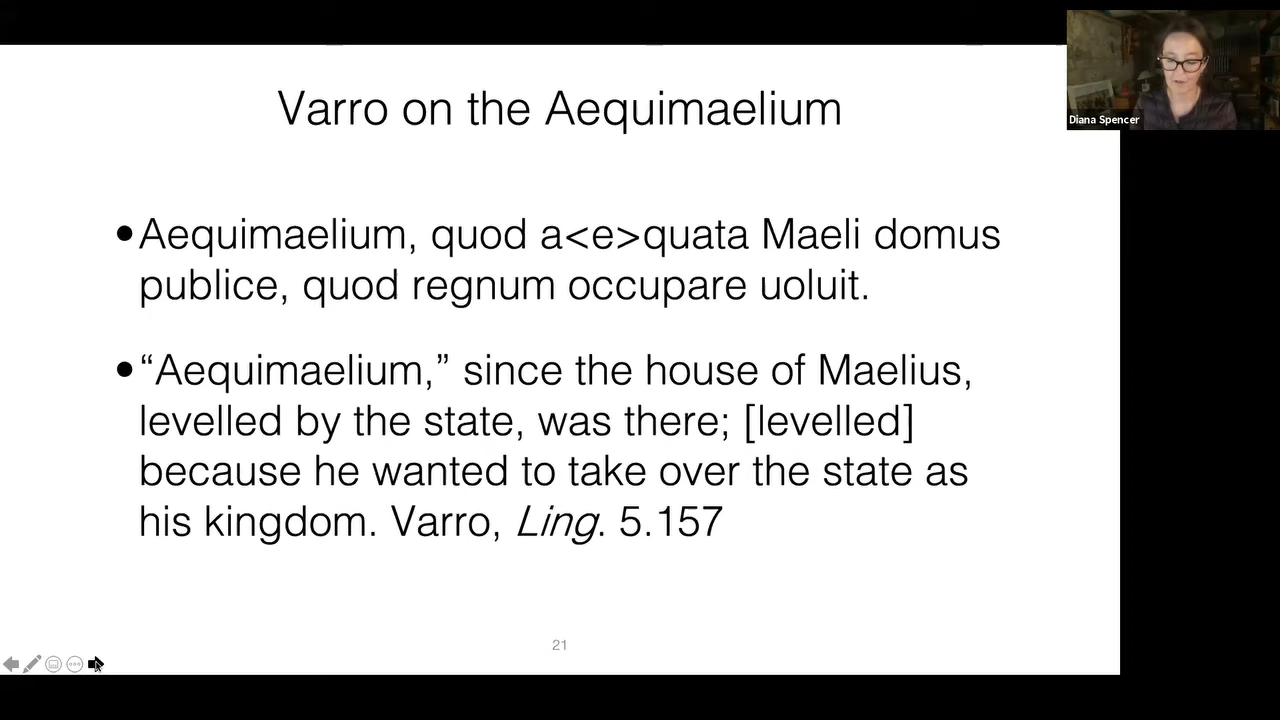 Varro on the Aequimaelium
•Aequimaelium, quod a<e>quata Maeli domus
publice, quod regnum occupare uoluit.
•“Aequimaelium,” since the house of Maelius,
levelled by the state, was there; [levelled]
because he wanted to take over the state as
his kingdom. Varro, Ling. 5.157
21
Diana Spencer